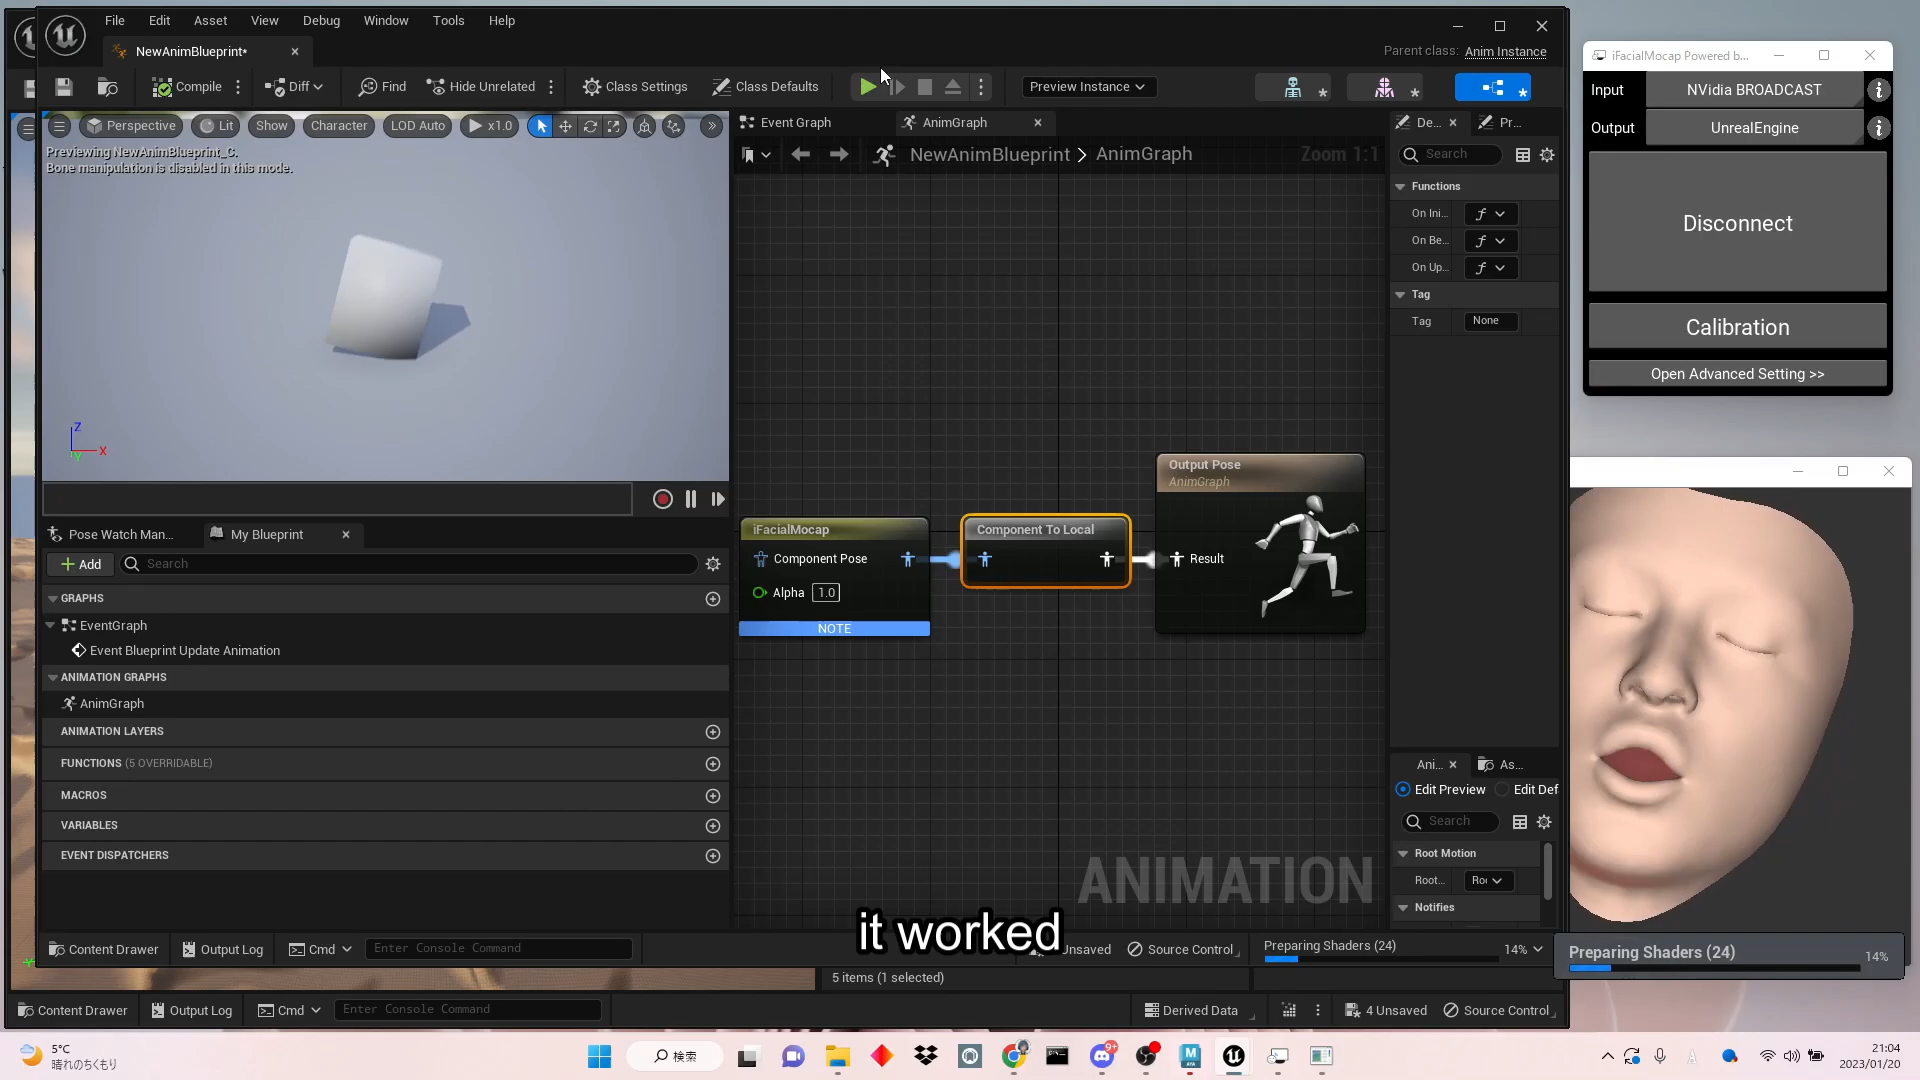 File Edit Asset View Debug Window Tools Help
NewAnimBlueprint*
Parent class: Anim Instance
Compile Diff Find Hide Unrelated Class Settings Class Defaults Preview Instance
Perspective Lit Show Character LOD Auto x1.0
Previewing NewAnimBlueprint_C.
Bone manipulation is disabled in this mode.
Z
X
Y
Event Graph AnimGraph
NewAnimBlueprint > AnimGraph Zoom 1:1
iFacialMocap
Component Pose
Alpha 1.0
NOTE
Component To Local
Output Pose
AnimGraph
Result
ANIMATION
De... Pr...
Search
Functions
On Ini...
On Be...
On Up...
Tag
Tag None
Ani... As...
Edit Preview Edit Def
Search
Root Motion
Root...
Notifies
Pose Watch Man... My Blueprint
Add Search
GRAPHS
EventGraph
Event Blueprint Update Animation
ANIMATION GRAPHS
AnimGraph
ANIMATION LAYERS
FUNCTIONS (5 OVERRIDABLE)
MACROS
VARIABLES
EVENT DISPATCHERS
it worked
Content Drawer Output Log Cmd Enter Console Command Unsaved Source Control Preparing Shaders (24) 14%
5 items (1 selected)
Content Drawer Output Log Cmd Enter Console Command Derived Data 4 Unsaved Source Control
iFacialMocap Powered b...
Input NVidia BROADCAST
Output UnrealEngine
Disconnect
Calibration
Open Advanced Setting >>
Preparing Shaders (24)
14%
5°C
晴れのちくもり
検索
9+
A
21:04
2023/01/20